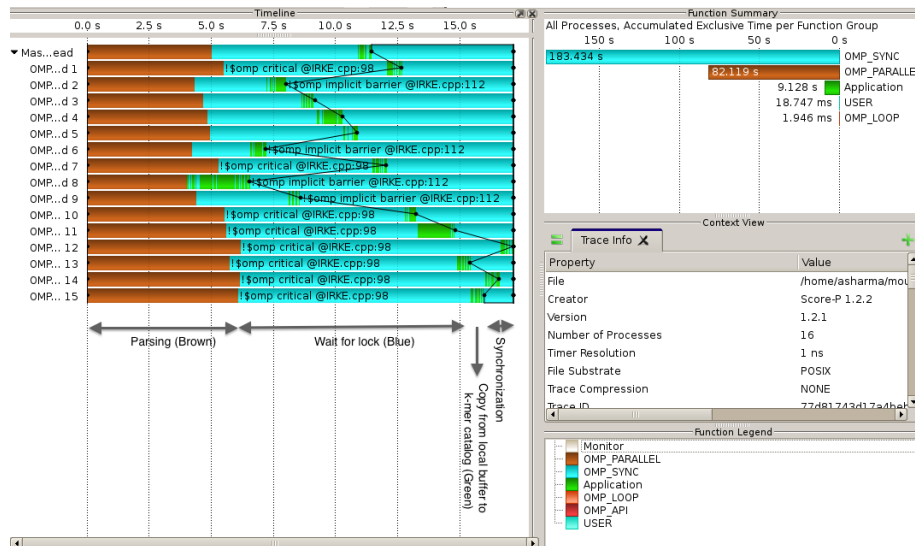 Timeline
0.0 s 2.5 s 5.0 s 7.5 s 10.0 s 12.5 s 15.0 s
Mas...ead
OMP...d 1 !$omp critical @IRKE.cpp:98
OMP...d 2 !$omp implicit barrier @IRKE.cpp:112
OMP...d 3
OMP...d 4
OMP...d 5
OMP...d 6 !$omp implicit barrier @IRKE.cpp:112
OMP...d 7 !$omp critical @IRKE.cpp:98
OMP...d 8 !$omp implicit barrier @IRKE.cpp:112
OMP...d 9 !$omp implicit barrier @IRKE.cpp:112
OMP... 10 !$omp critical @IRKE.cpp:98
OMP... 11 !$omp critical @IRKE.cpp:98
OMP... 12 !$omp critical @IRKE.cpp:98
OMP... 13 !$omp critical @IRKE.cpp:98
OMP... 14 !$omp critical @IRKE.cpp:98
OMP... 15 !$omp critical @IRKE.cpp:98
Parsing (Brown)
Wait for lock (Blue)
Copy from local buffer to
k-mer catalog (Green)
Synchronization
Function Summary
All Processes, Accumulated Exclusive Time per Function Group
150 s 100 s 50 s 0 s
183.434 s OMP_SYNC
82.119 s OMP_PARALLE
9.128 s Application
18.747 ms USER
1.946 ms OMP_LOOP
Context View
Trace Info
Property Value
File /home/asharma/mou
Creator Score-P 1.2.2
Version 1.2.1
Number of Processes 16
Timer Resolution 1 ns
File Substrate POSIX
Trace Compression NONE
Trace ID
Function Legend
Monitor
OMP_PARALLEL
OMP_SYNC
Application
OMP_LOOP
OMP_API
USER